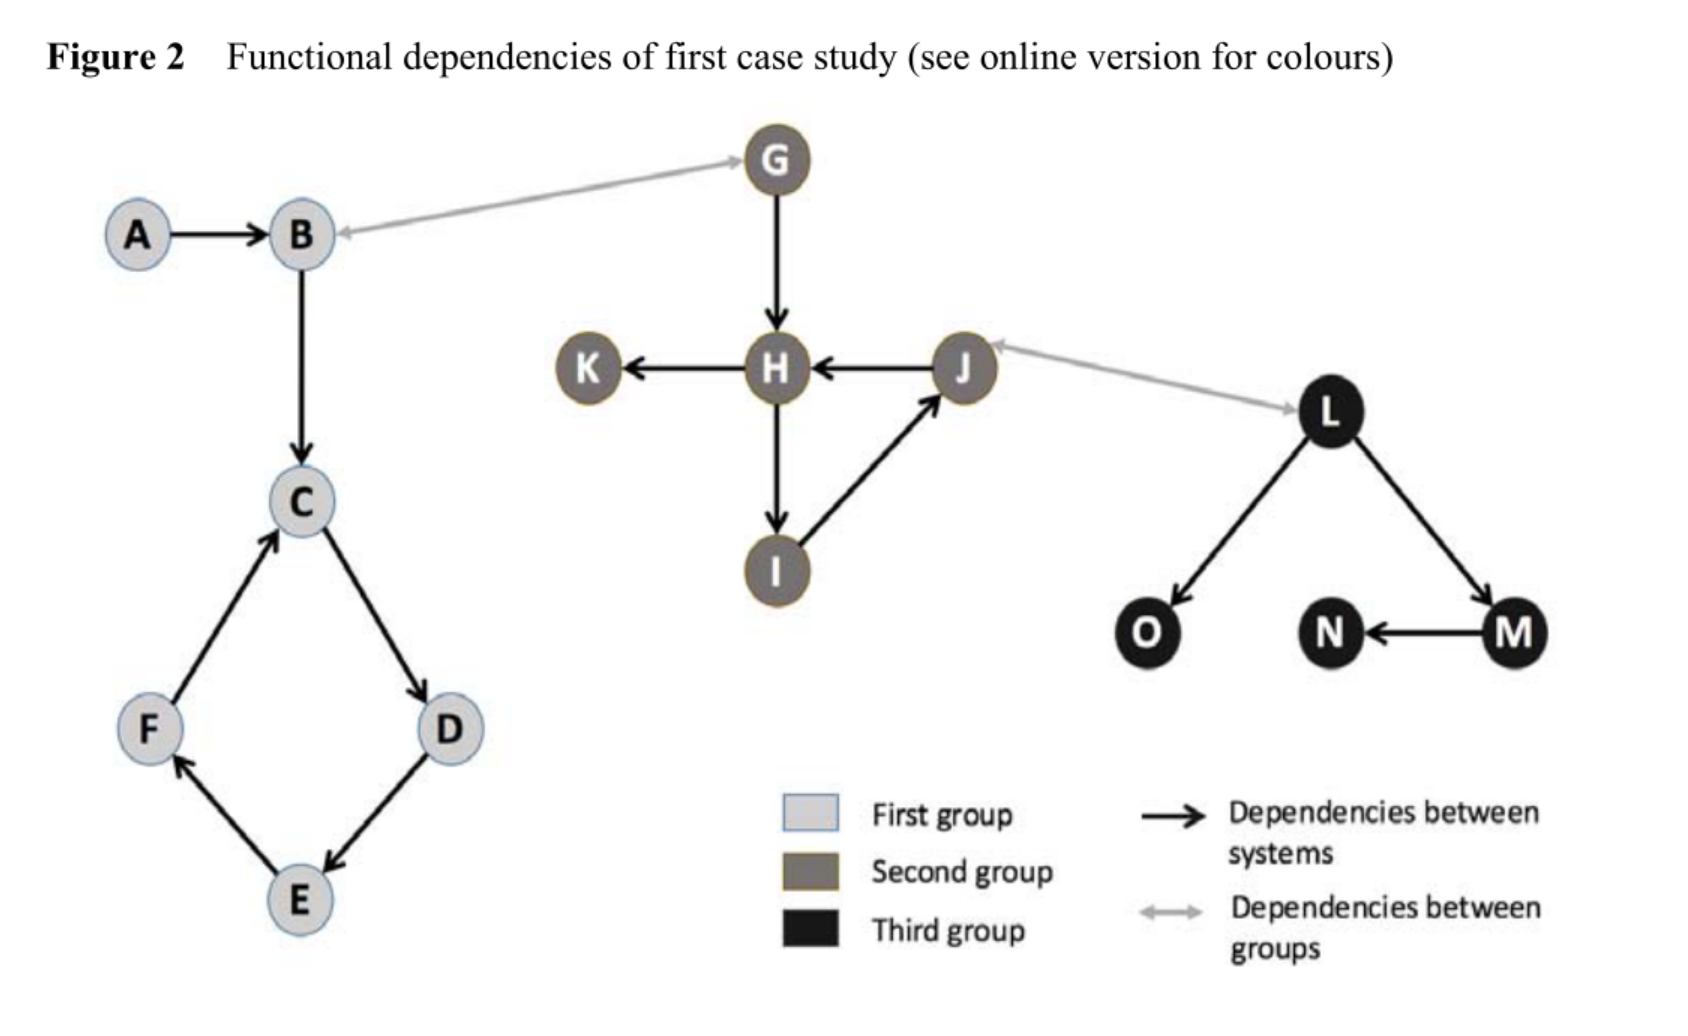 Figure 2 Functional dependencies of first case study (see online version for colours)
G
A
B
K
H
J
L
C
I
O
N
M
F
D
E
First group
Second group
Third group
Dependencies between
systems
Dependencies between
groups